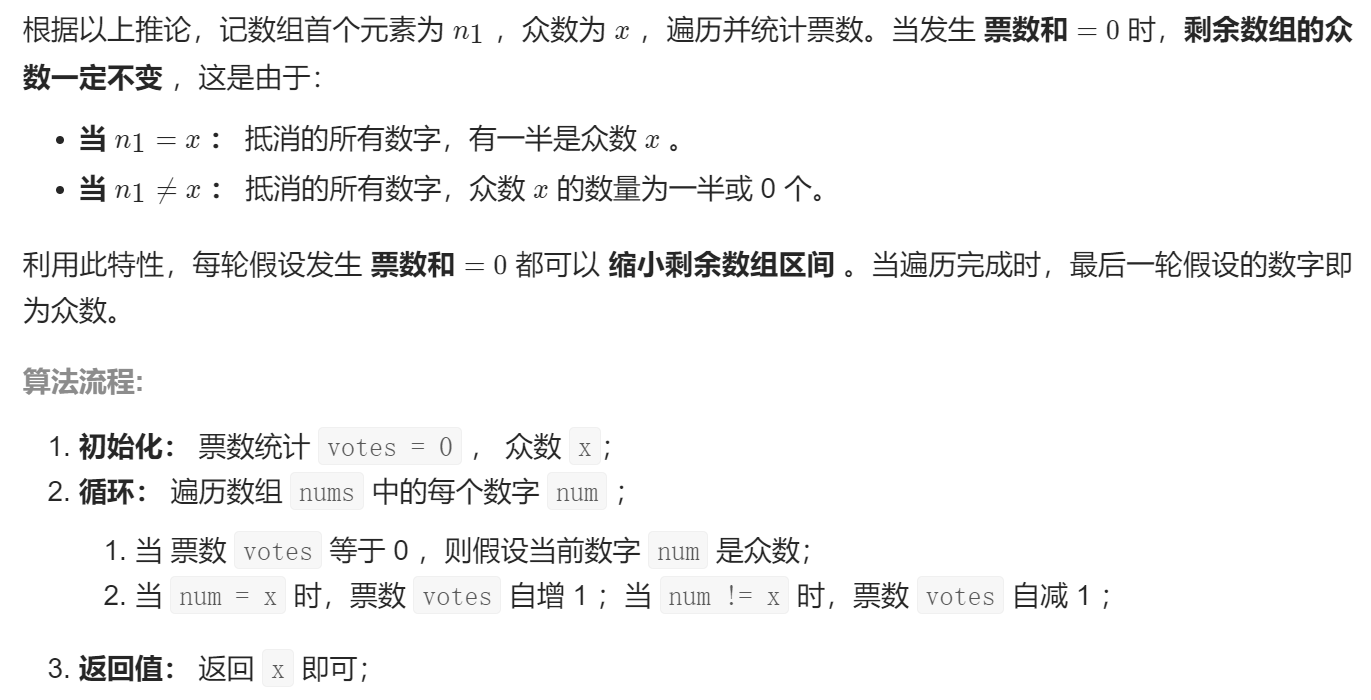 根据以上推论，记数组首个元素为 n1 ，众数为 x ，遍历并统计票数。当发生 票数和 = 0 时，剩余数组的众
数一定不变 ，这是由于：
• 当 n1 = x ： 抵消的所有数字，有一半是众数 x 。
• 当 n1 ≠ x ： 抵消的所有数字，众数 x 的数量为一半或 0 个。
利用此特性，每轮假设发生 票数和 = 0 都可以 缩小剩余数组区间 。当遍历完成时，最后一轮假设的数字即
为众数。
算法流程:
1. 初始化： 票数统计 votes = 0 ， 众数 x；
2. 循环： 遍历数组 nums 中的每个数字 num ；
1. 当 票数 votes 等于 0 ，则假设当前数字 num 是众数；
2. 当 num = x 时，票数 votes 自增 1 ；当 num != x 时，票数 votes 自减 1 ；
3. 返回值： 返回 x 即可；